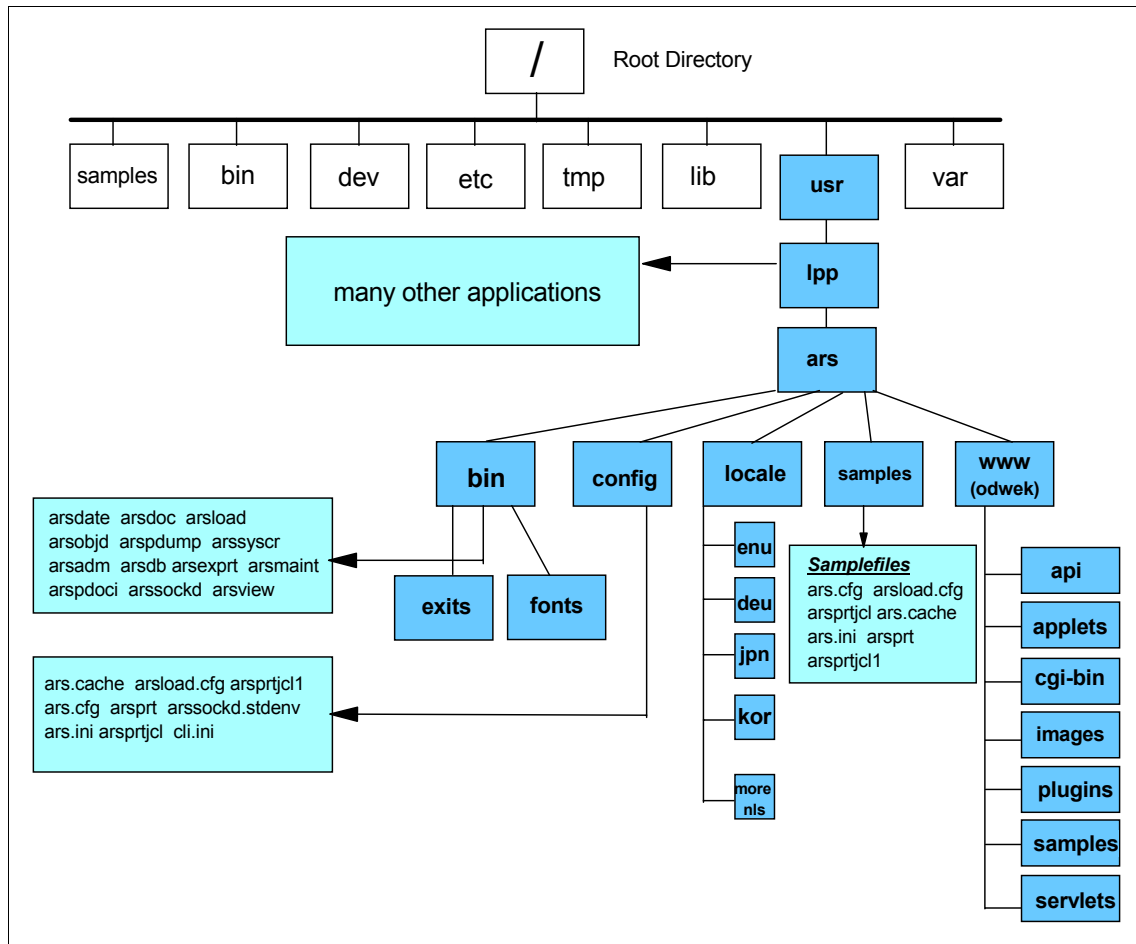 / Root Directory
samples bin dev etc tmp lib usr var
many other applications
lpp
ars
bin config locale samples www
(odwek)
arsdate arsdoc arsload
arsobjd arspdump arssyscr
arsadm arsdb arsexprt arsmaint
arspdoci arssockd arsview
exits fonts
ars.cache arsload.cfg arsprtjcl1
ars.cfg arsprt arssockd.stdenv
ars.ini arsprtjcl cli.ini
enu
deu
jpn
kor
more
nls
Samplefiles
ars.cfg arsload.cfg
arsprtjcl ars.cache
ars.ini arsprt
arsprtjcl1
api
applets
cgi-bin
images
plugins
samples
servlets